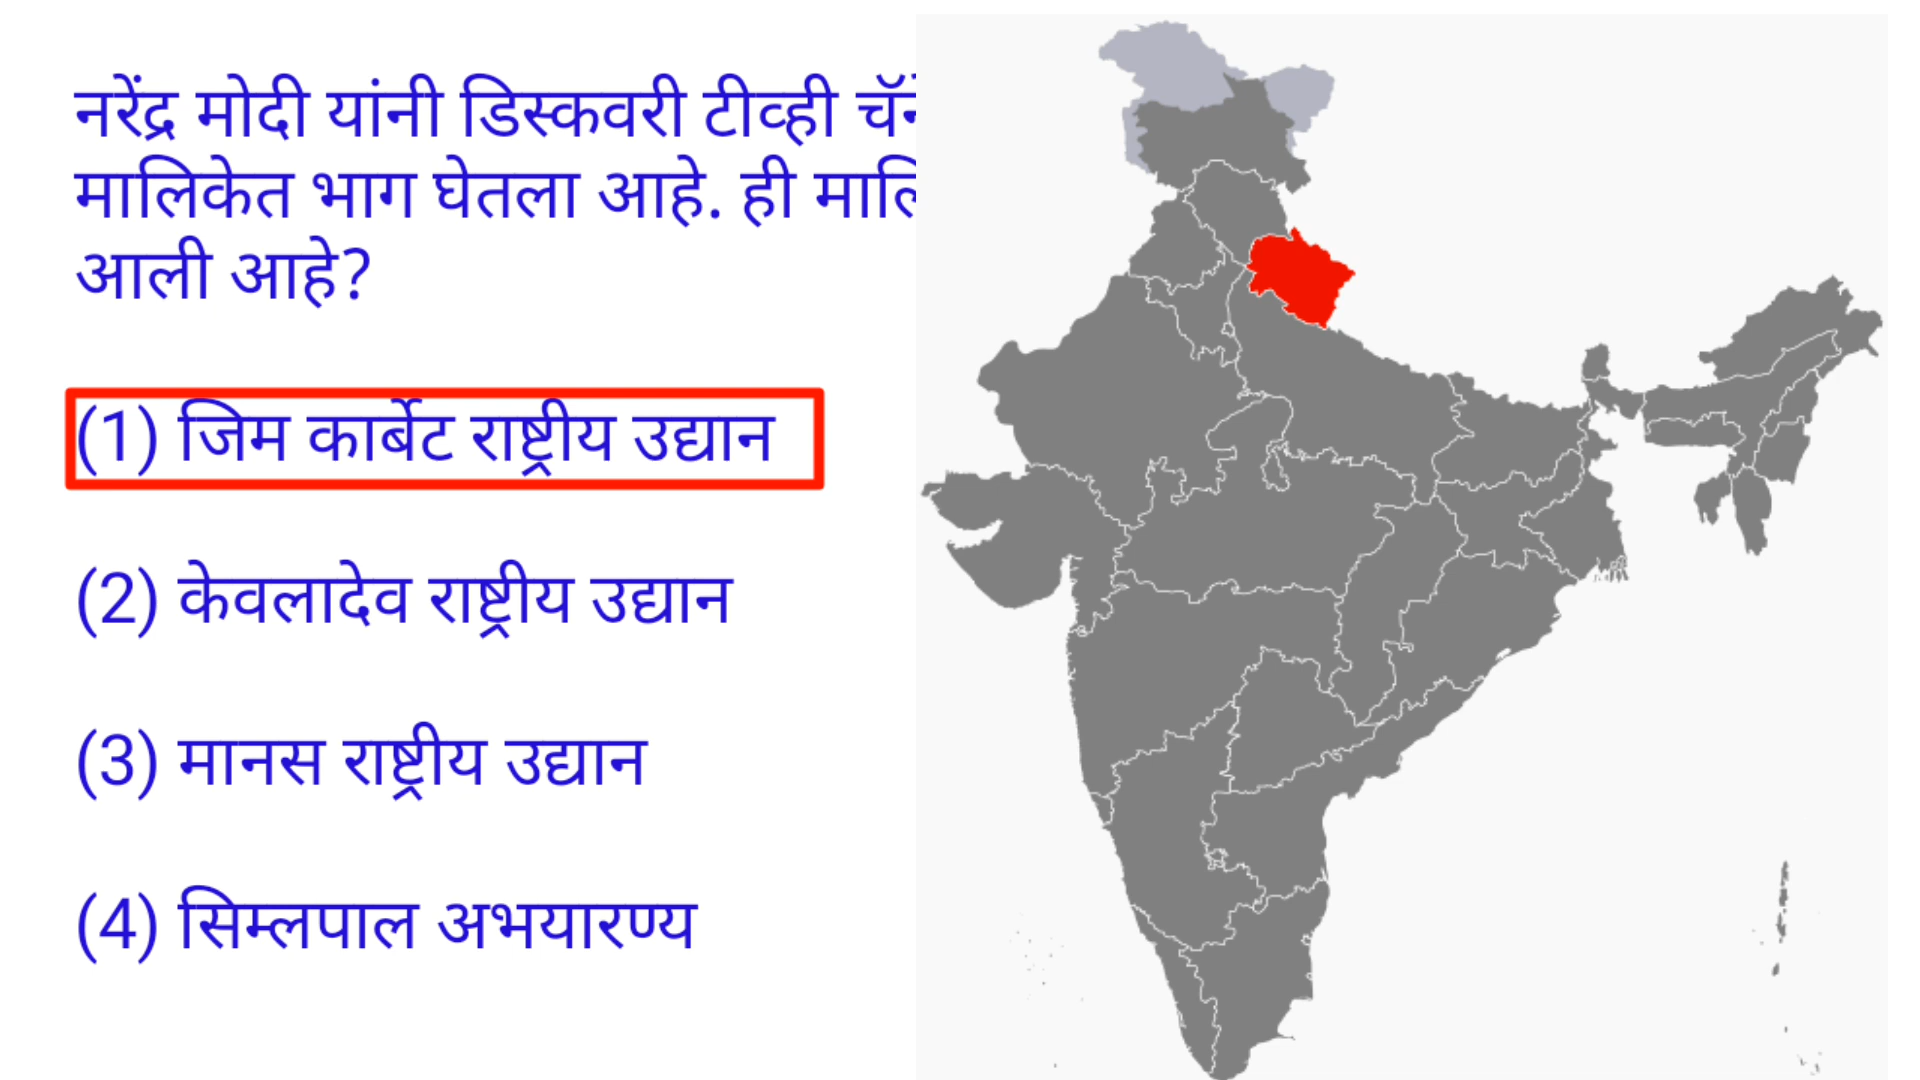 नरेंद्र मोदी यांनी डिस्कवरी टीव्ही
मालिकेत भाग घेतला आहे. ही
आली आहे?
(1) जिम कार्बेट राष्ट्रीय उद्यान
(2) केवलादेव राष्ट्रीय उद्यान
(3) मानस राष्ट्रीय उद्यान
(4) सिम्लपाल अभयारण्य